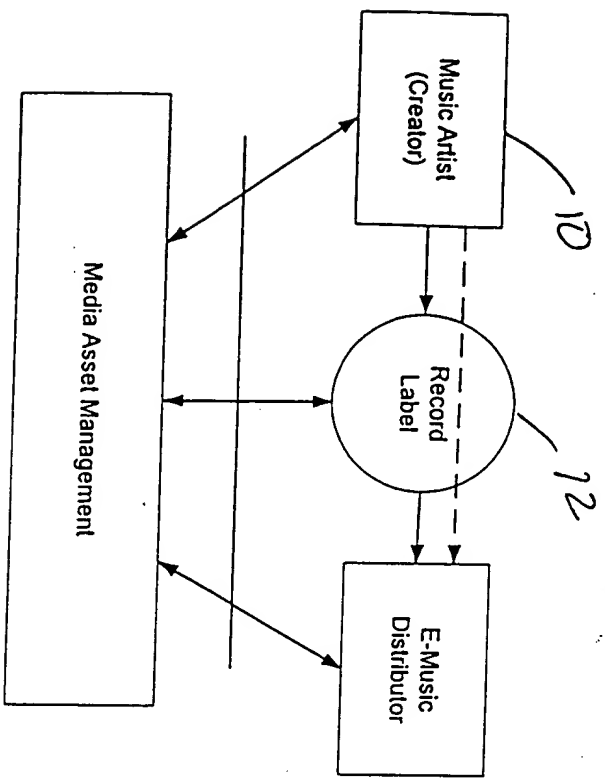 Music Artist
(Creator)
10
Record
Label
12
E-Music
Distributor
Media Asset Management